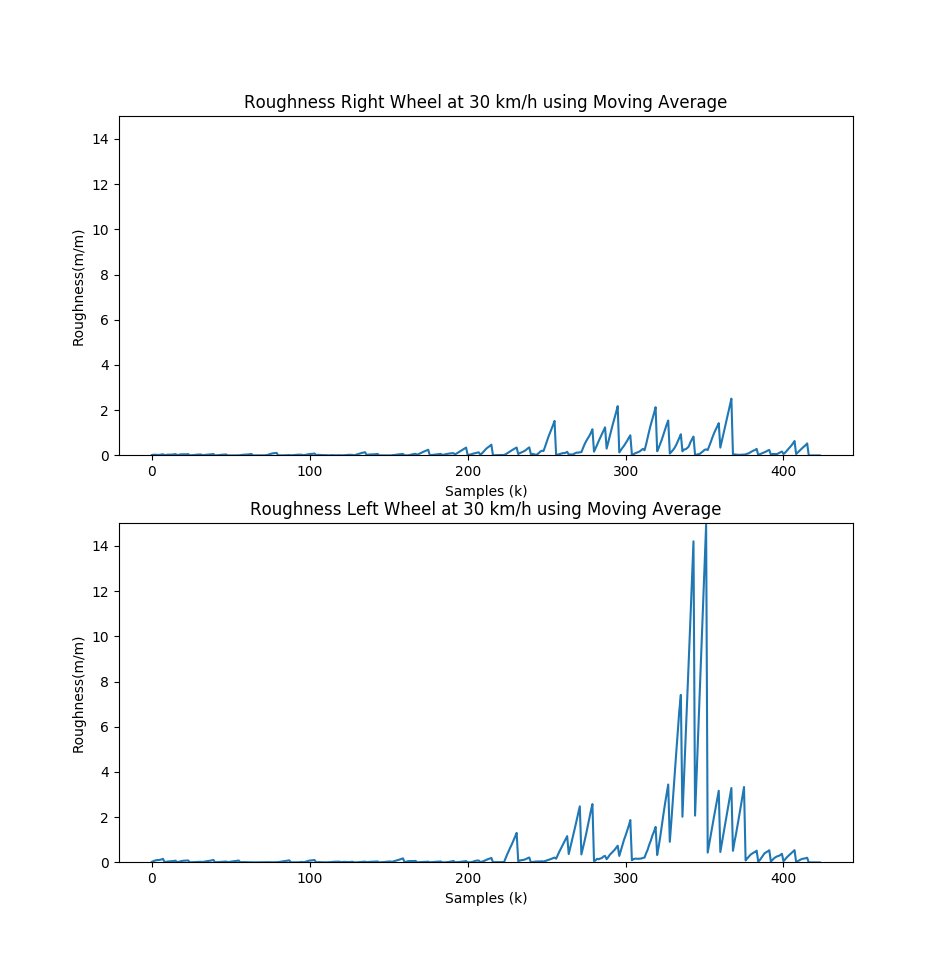 Roughness Right Wheel at 30 km/h using Moving Average
14
12
10
8
6
4
2
0
Roughness(m/m)
0 100 200 300 400
Samples (k)
Roughness Left Wheel at 30 km/h using Moving Average
14
12
10
8
6
4
2
0
Roughness(m/m)
0 100 200 300 400
Samples (k)